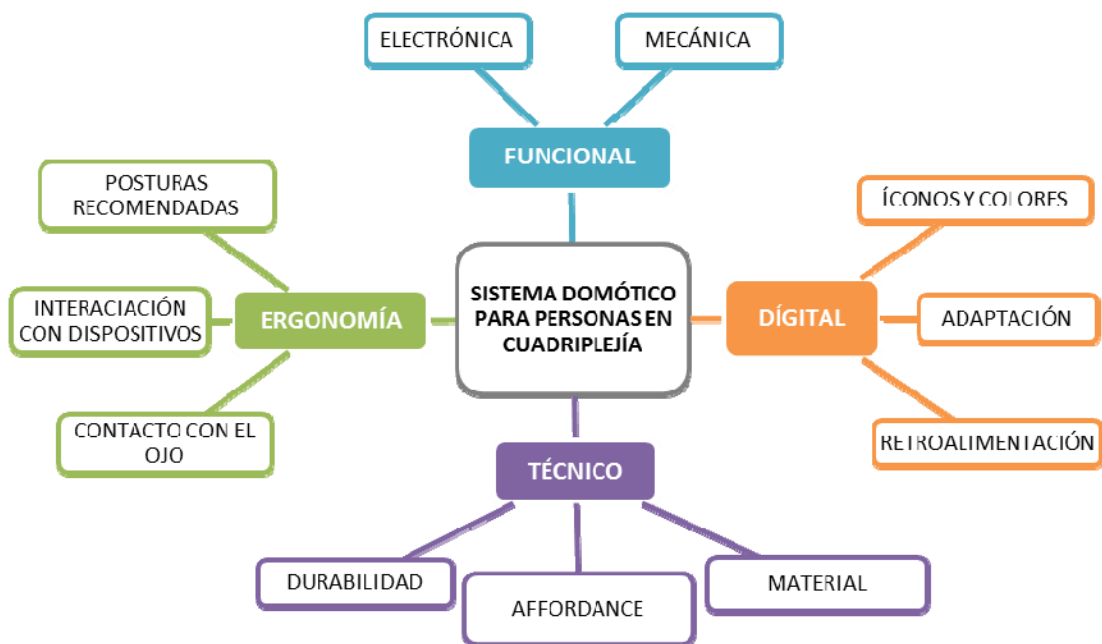 ELECTRÓNICA
MECÁNICA
FUNCIONAL
POSTURAS
RECOMENDADAS
INTERACIACIÓN
CON DISPOSITIVOS
CONTACTO CON EL
OJO
ERGONOMÍA
SISTEMA DOMÓTICO
PARA PERSONAS EN
CUADRIPLEJÍA
DÍGITAL
ÍCONOS Y COLORES
ADAPTACIÓN
RETROALIMENTACIÓN
TÉCNICO
DURABILIDAD
AFFORDANCE
MATERIAL